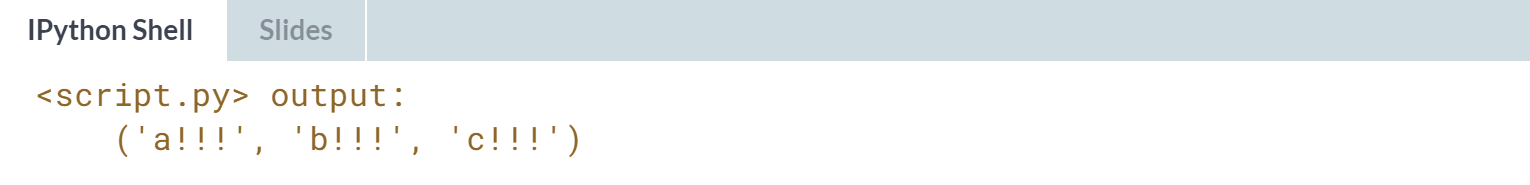 IPython Shell Slides
<script.py> output:
('a!!!', 'b!!!', 'c!!!')